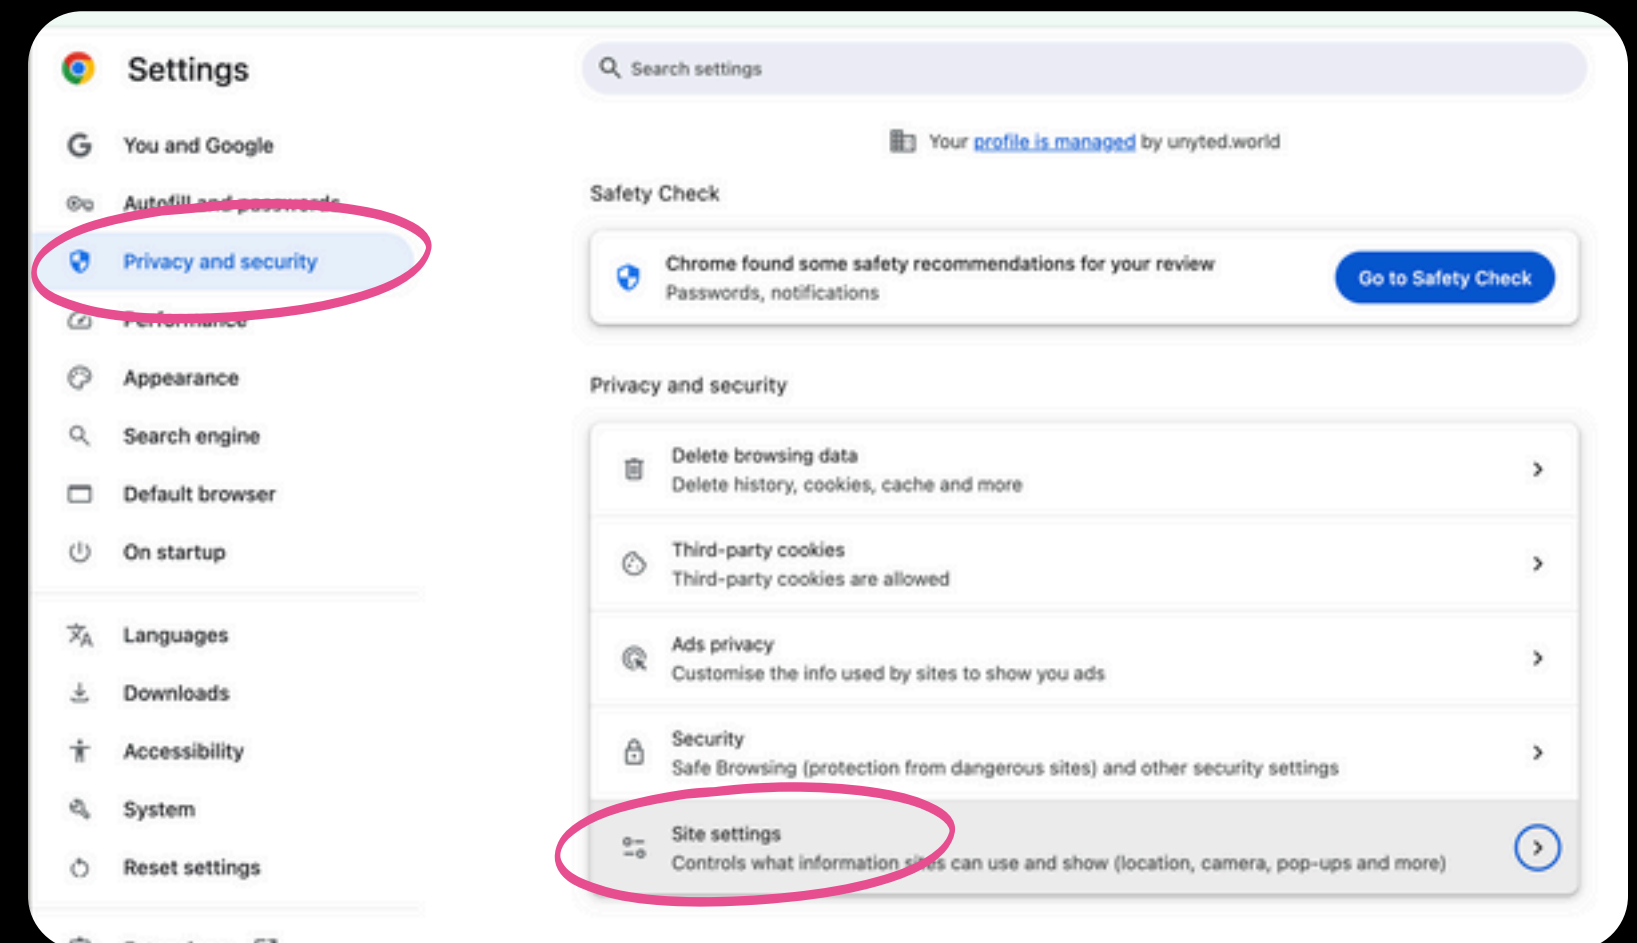 Settings
Search settings
You and Google
Autofill and passwords
Privacy and security
Performance
Appearance
Search engine
Default browser
On startup
Languages
Downloads
Accessibility
System
Reset settings
Your profile is managed by unyted.world
Safety Check
Chrome found some safety recommendations for your review
Passwords, notifications
Go to Safety Check
Privacy and security
Delete browsing data
Delete history, cookies, cache and more
Third-party cookies
Third-party cookies are allowed
Ads privacy
Customise the info used by sites to show you ads
Security
Safe Browsing (protection from dangerous sites) and other security settings
Site settings
Controls what information sites can use and show (location, camera, pop-ups and more)